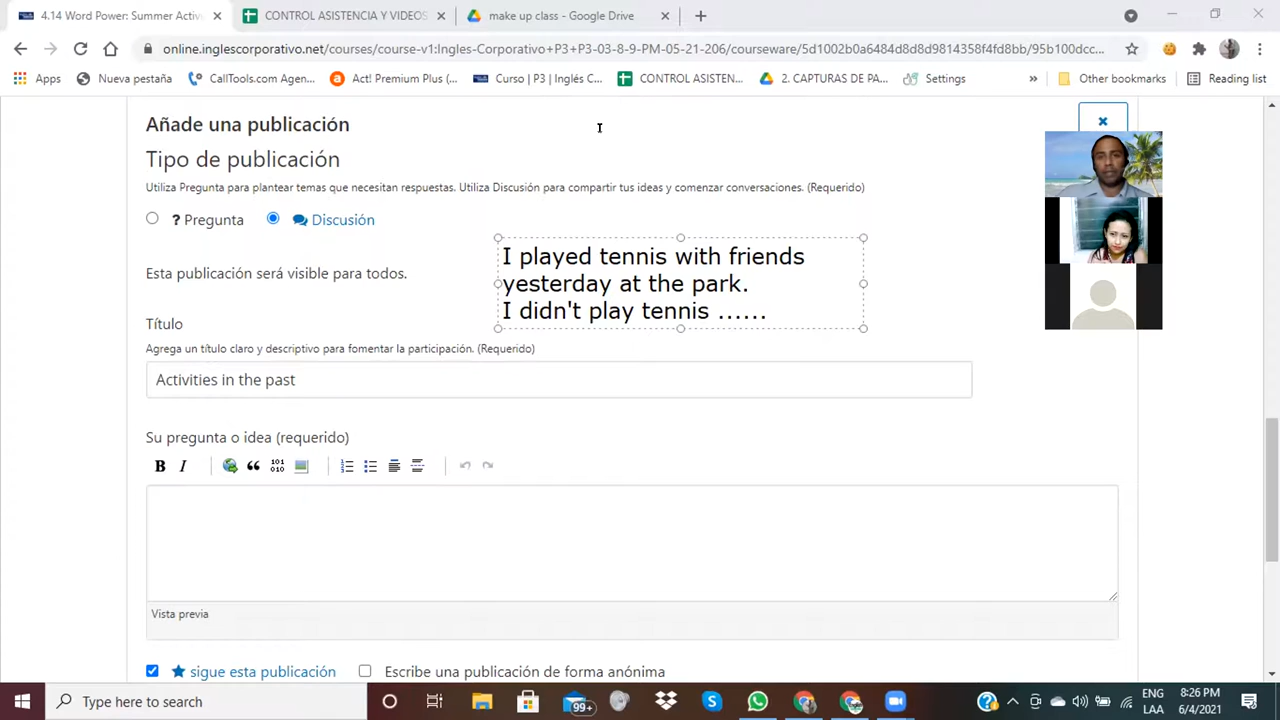 4.14 Word Power: Summer Activ
CONTROL ASISTENCIA Y VIDEOS
make up class - Google Drive
online.inglescorporativo.net/courses/course-v1:Ingles-Corporativo+P3+P3-03-8-9-PM-05-21-206/courseware/5d1002b0a6484d8d8d9814358f4fd8bb/95b100dcc...
Apps
Nueva pestaña
CallTools.com Agen...
Act! Premium Plus (...
Curso | P3 | Inglés C...
CONTROL ASISTEN...
2. CAPTURAS DE PA...
Settings
»
Other bookmarks
Reading list
Añade una publicación
Tipo de publicación
Utiliza Pregunta para plantear temas que necesitan respuestas. Utiliza Discusión para compartir tus ideas y comenzar conversaciones. (Requerido)
? Pregunta
Discusión
I played tennis with friends
yesterday at the park.
I didn't play tennis ......
Esta publicación será visible para todos.
Título
Agrega un título claro y descriptivo para fomentar la participación. (Requerido)
Activities in the past
Su pregunta o idea (requerido)
B I
Vista previa
sigue esta publicación
Escribe una publicación de forma anónima
Type here to search
99+
ENG
LAA
8:26 PM
6/4/2021